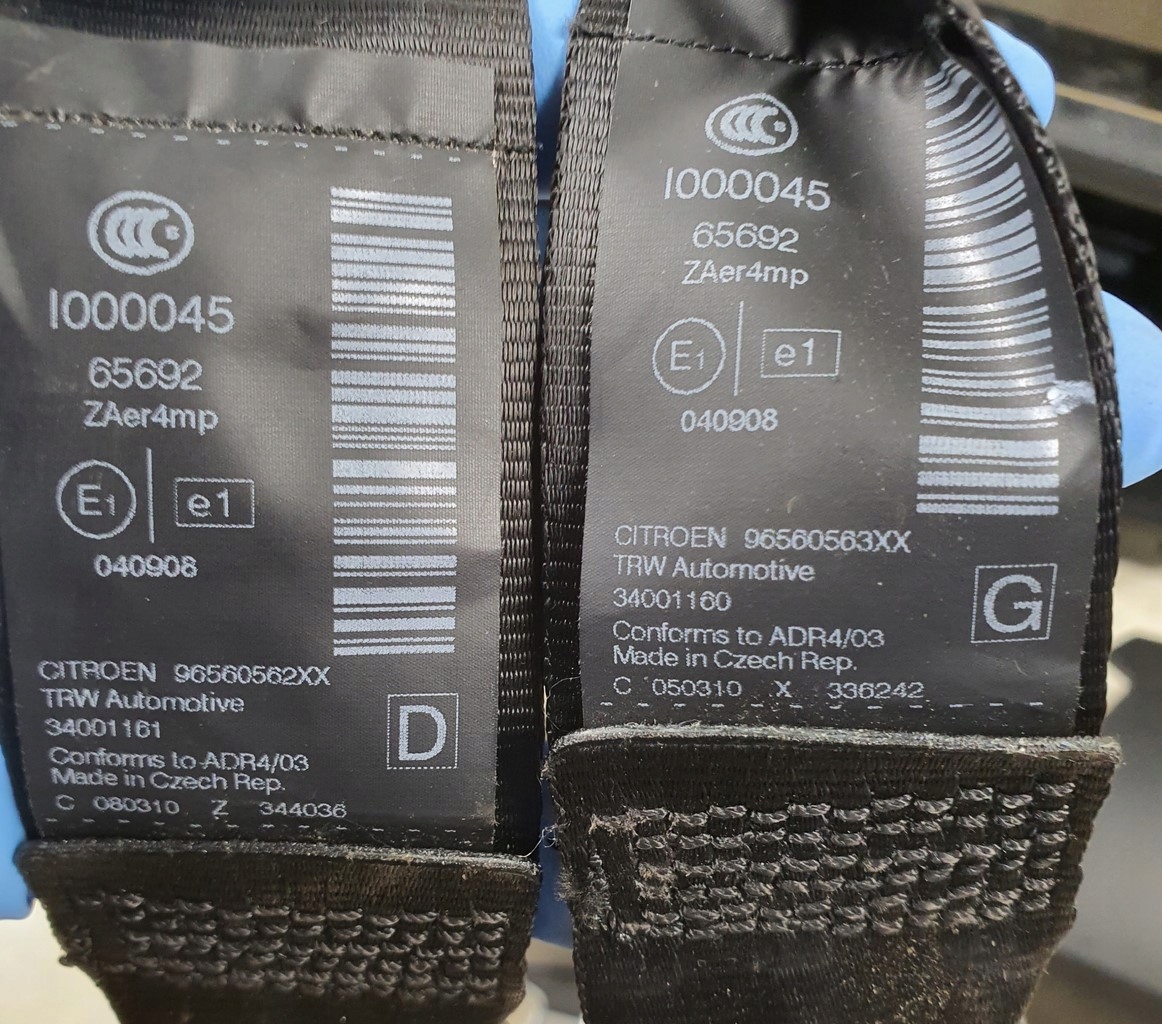 CCC
I000045
65692
ZAer4mp
E1
e1
040908
CITROEN 96560562XX
TRW Automotive
34001161
Conforms to ADR4/03
Made in Czech Rep.
C 080310 Z 344036
D
CCC
I000045
65692
ZAer4mp
E1
e1
040908
CITROEN 96560563XX
TRW Automotive
34001160
Conforms to ADR4/03
Made in Czech Rep.
C 050310 X 336242
G